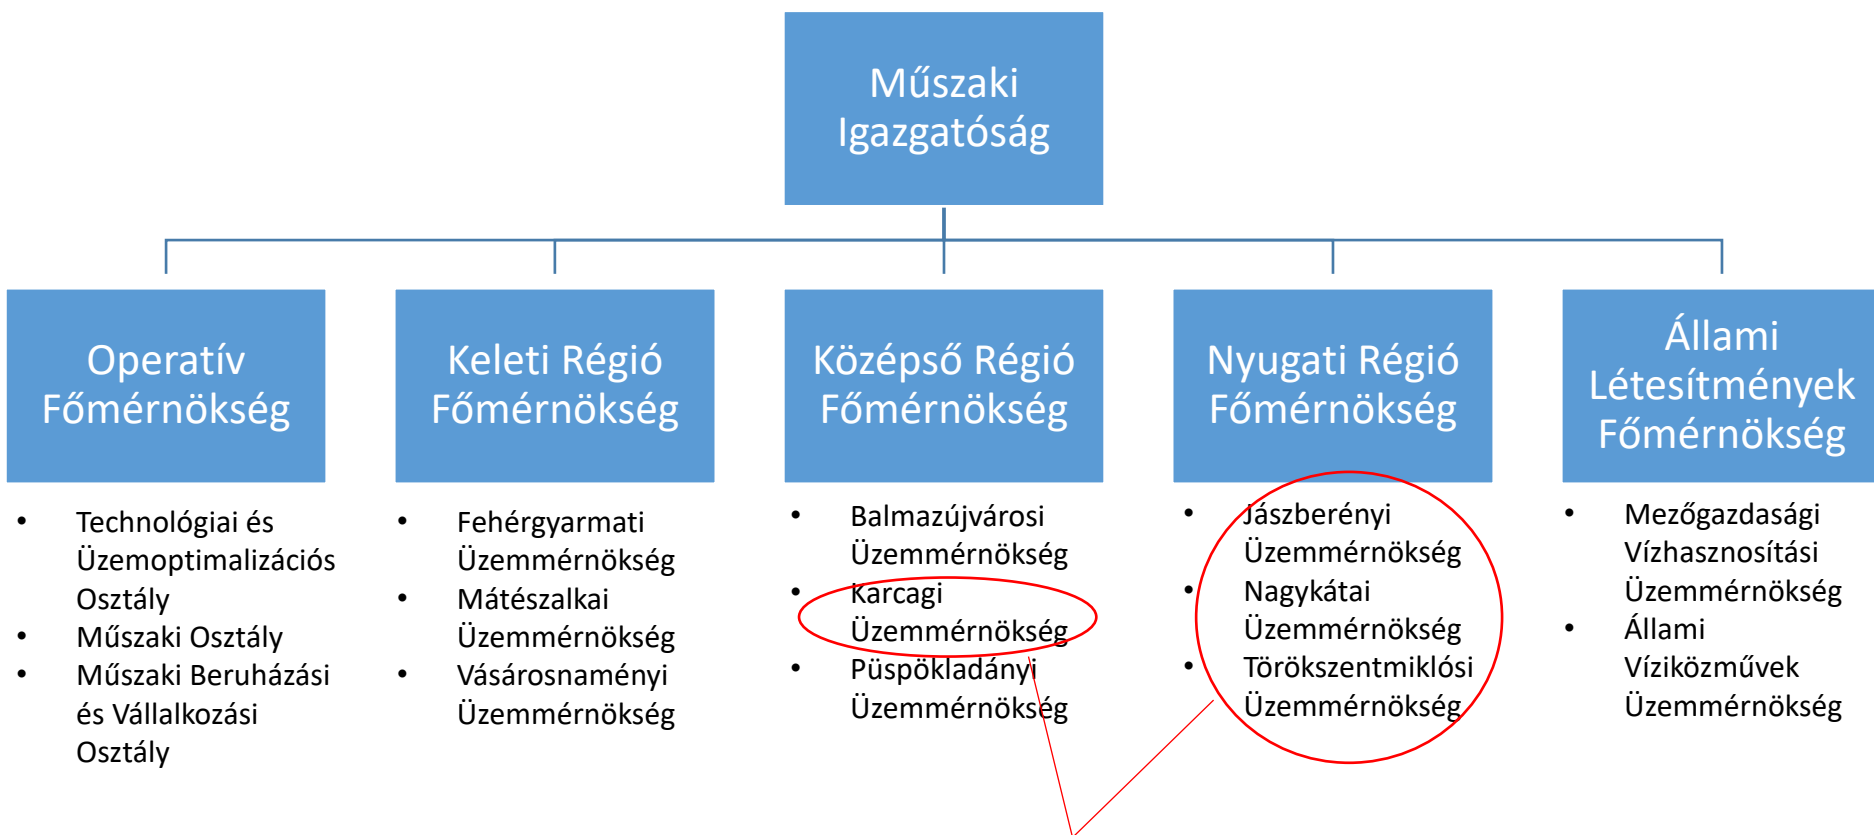 Műszaki
Igazgatóság
Operatív
Főmérnökség
Keleti Régió
Főmérnökség
Középső Régió
Főmérnökség
Nyugati Régió
Főmérnökség
Állami
Létesítmények
Főmérnökség
• Technológiai és
Üzemoptimalizációs
Osztály
• Műszaki Osztály
• Műszaki Beruházási
és Vállalkozási
Osztály
• Fehérgyarmati
Üzemmérnökség
• Mátészalkai
Üzemmérnökség
• Vásárosnaményi
Üzemmérnökség
• Balmazújvárosi
Üzemmérnökség
• Karcagi
Üzemmérnökség
• Püspökladányi
Üzemmérnökség
• Jászberényi
Üzemmérnökség
• Nagykátai
Üzemmérnökség
• Törökszentmiklósi
Üzemmérnökség
• Mezőgazdasági
Vízhasznosítási
Üzemmérnökség
• Állami
Víziközművek
Üzemmérnökség